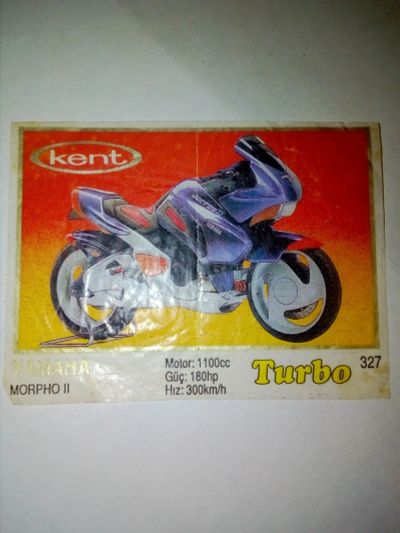 kent
YAMAHA
MORPHO II
Motor: 1100cc
Güç: 180hp
Hız: 300km/h
Turbo
327